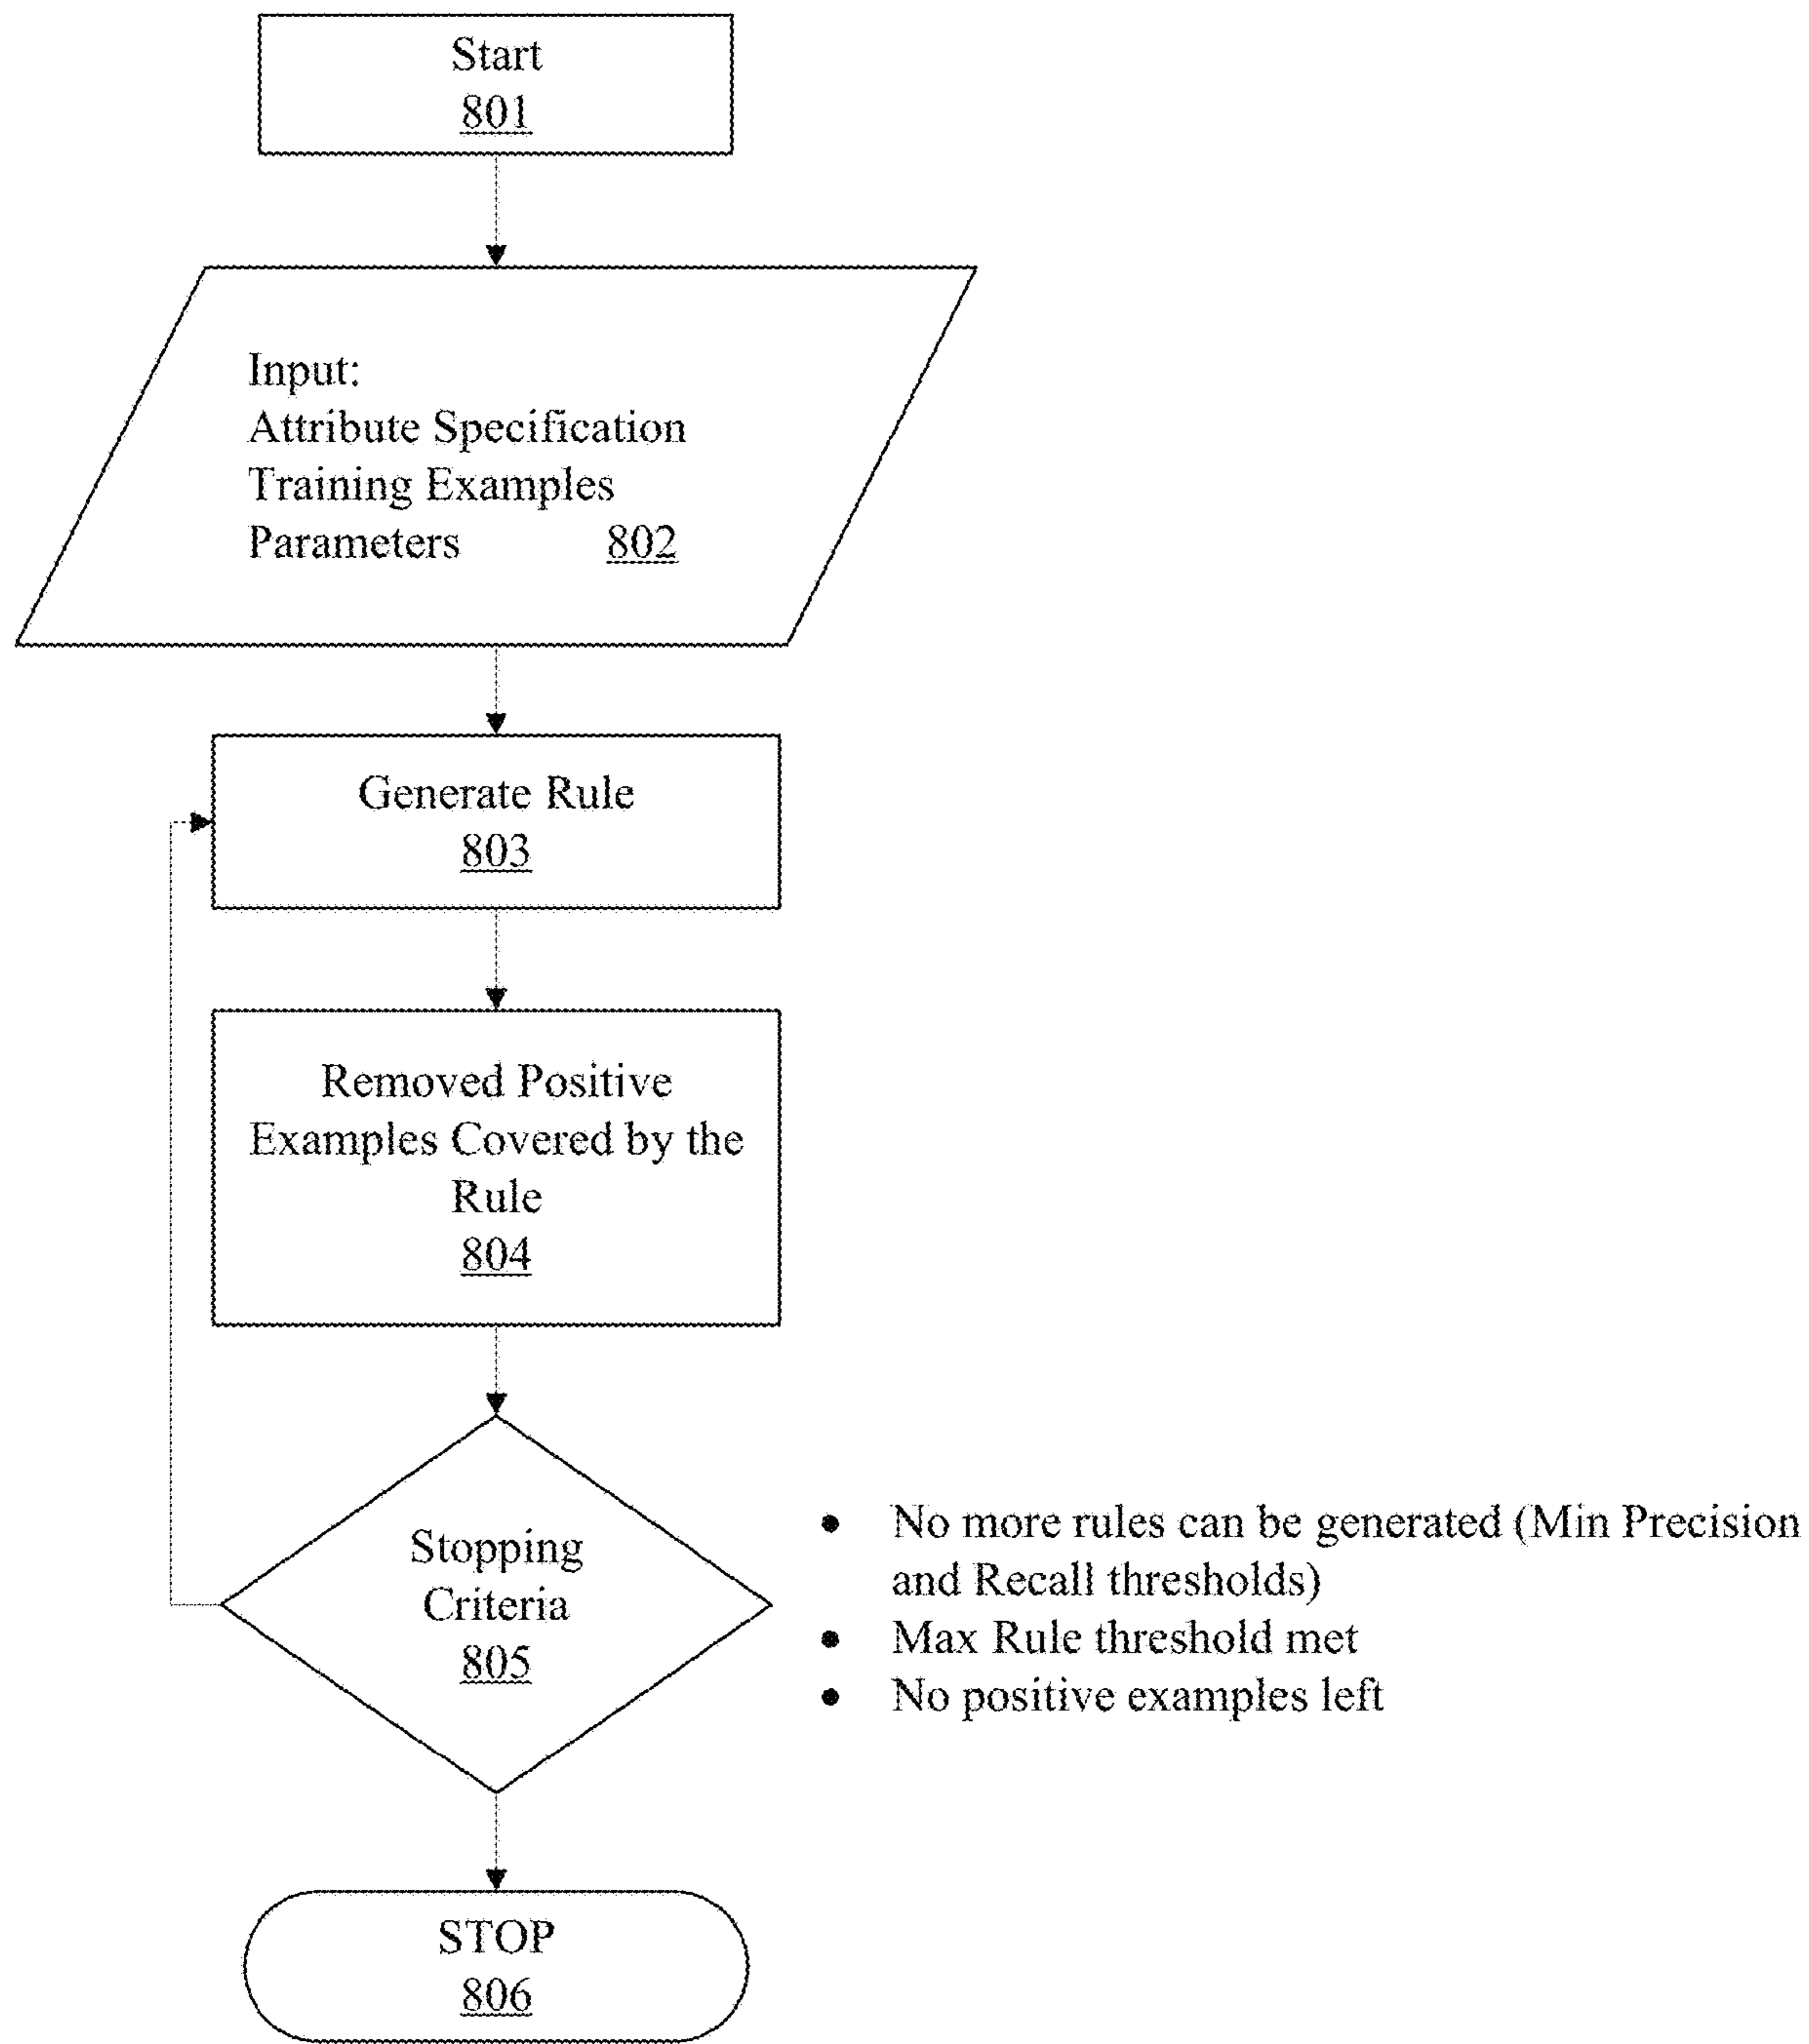 Start
801
Input:
Attribute Specification
Training Examples
Parameters 802
Generate Rule
803
Removed Positive
Examples Covered by the
Rule
804
Stopping
Criteria
805
• No more rules can be generated (Min Precision
and Recall thresholds)
• Max Rule threshold met
• No positive examples left
STOP
806